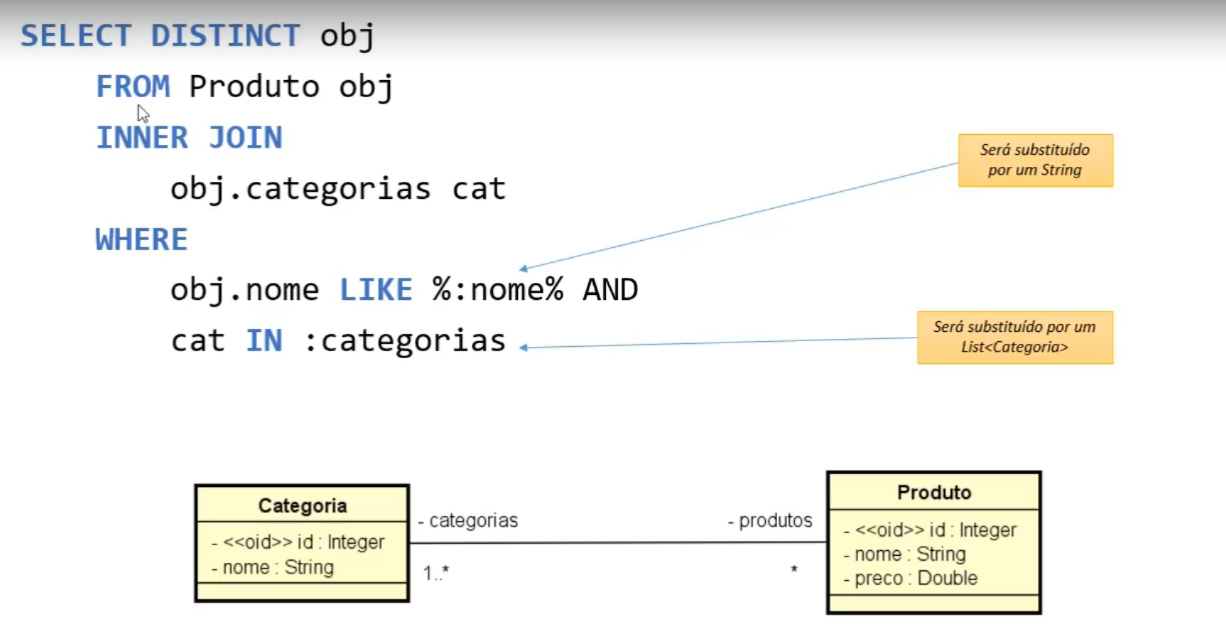 SELECT DISTINCT obj
FROM Produto obj
INNER JOIN
obj.categorias cat
WHERE
obj.nome LIKE %:nome% AND
cat IN :categorias
Será substituído
por um String
Será substituído por um
List<Categoria>
Categoria
- <<oid>> id : Integer
- nome : String
- categorias
1..*
- produtos
*
Produto
- <<oid>> id : Integer
- nome : String
- preco : Double